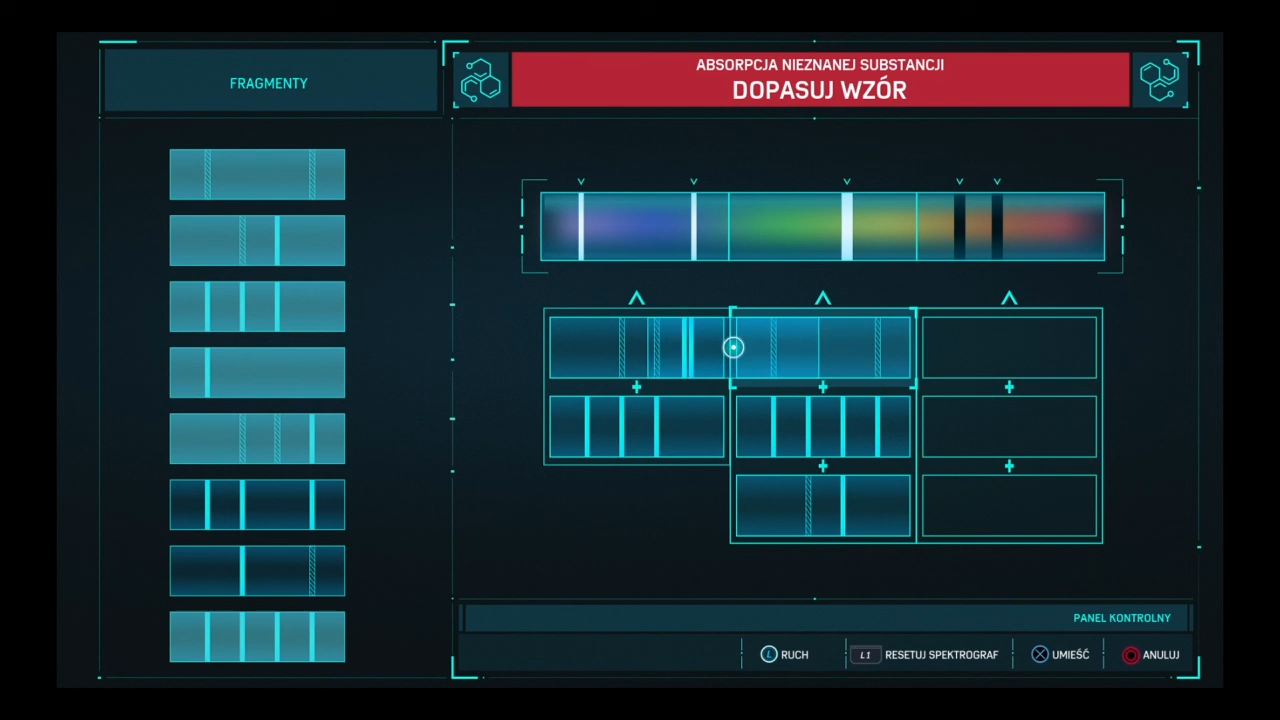 FRAGMENTY
ABSORPCJA NIEZNANEJ SUBSTANCJI
DOPASUJ WZÓR
PANEL KONTROLNY
L RUCH
L1 RESETUJ SPEKTROGRAF
UMIEŚĆ
ANULUJ